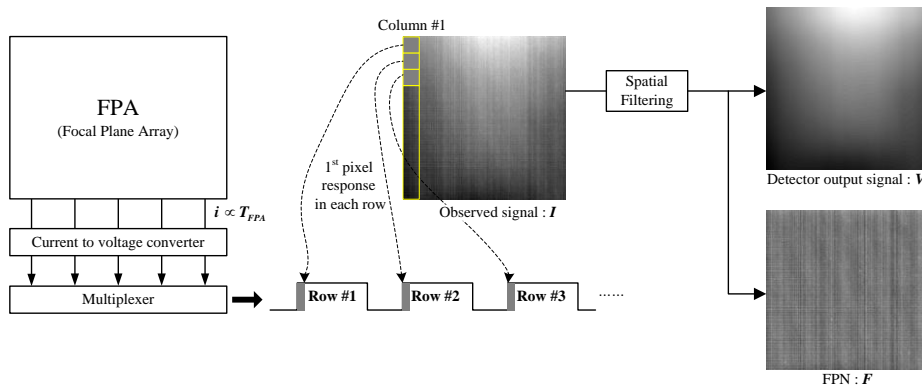 Column #1
FPA
(Focal Plane Array)
Spatial
Filtering
1st pixel
response
in each row
i ∝ T_FPA
Observed signal : I
Detector output signal : V
Current to voltage converter
Multiplexer
Row #1
Row #2
Row #3
......
FPN : F